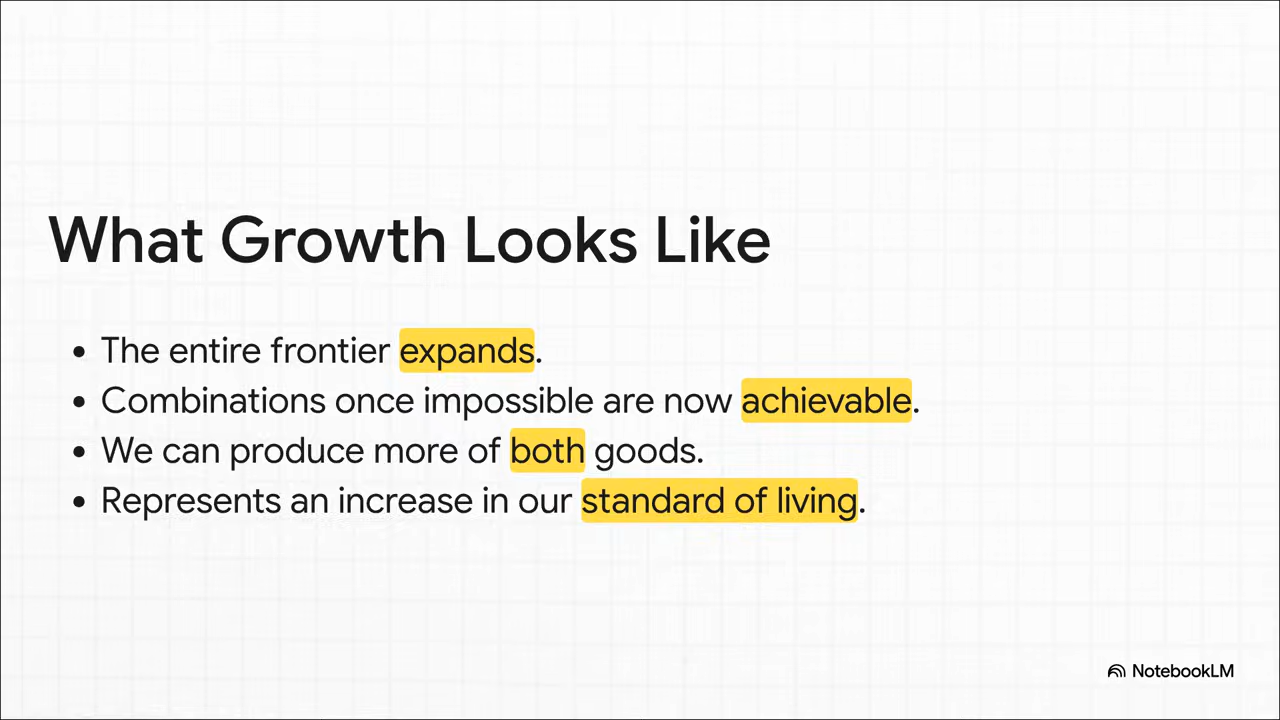 What Growth Looks Like
• The entire frontier expands.
• Combinations once impossible are now achievable.
• We can produce more of both goods.
• Represents an increase in our standard of living.
NotebookLM